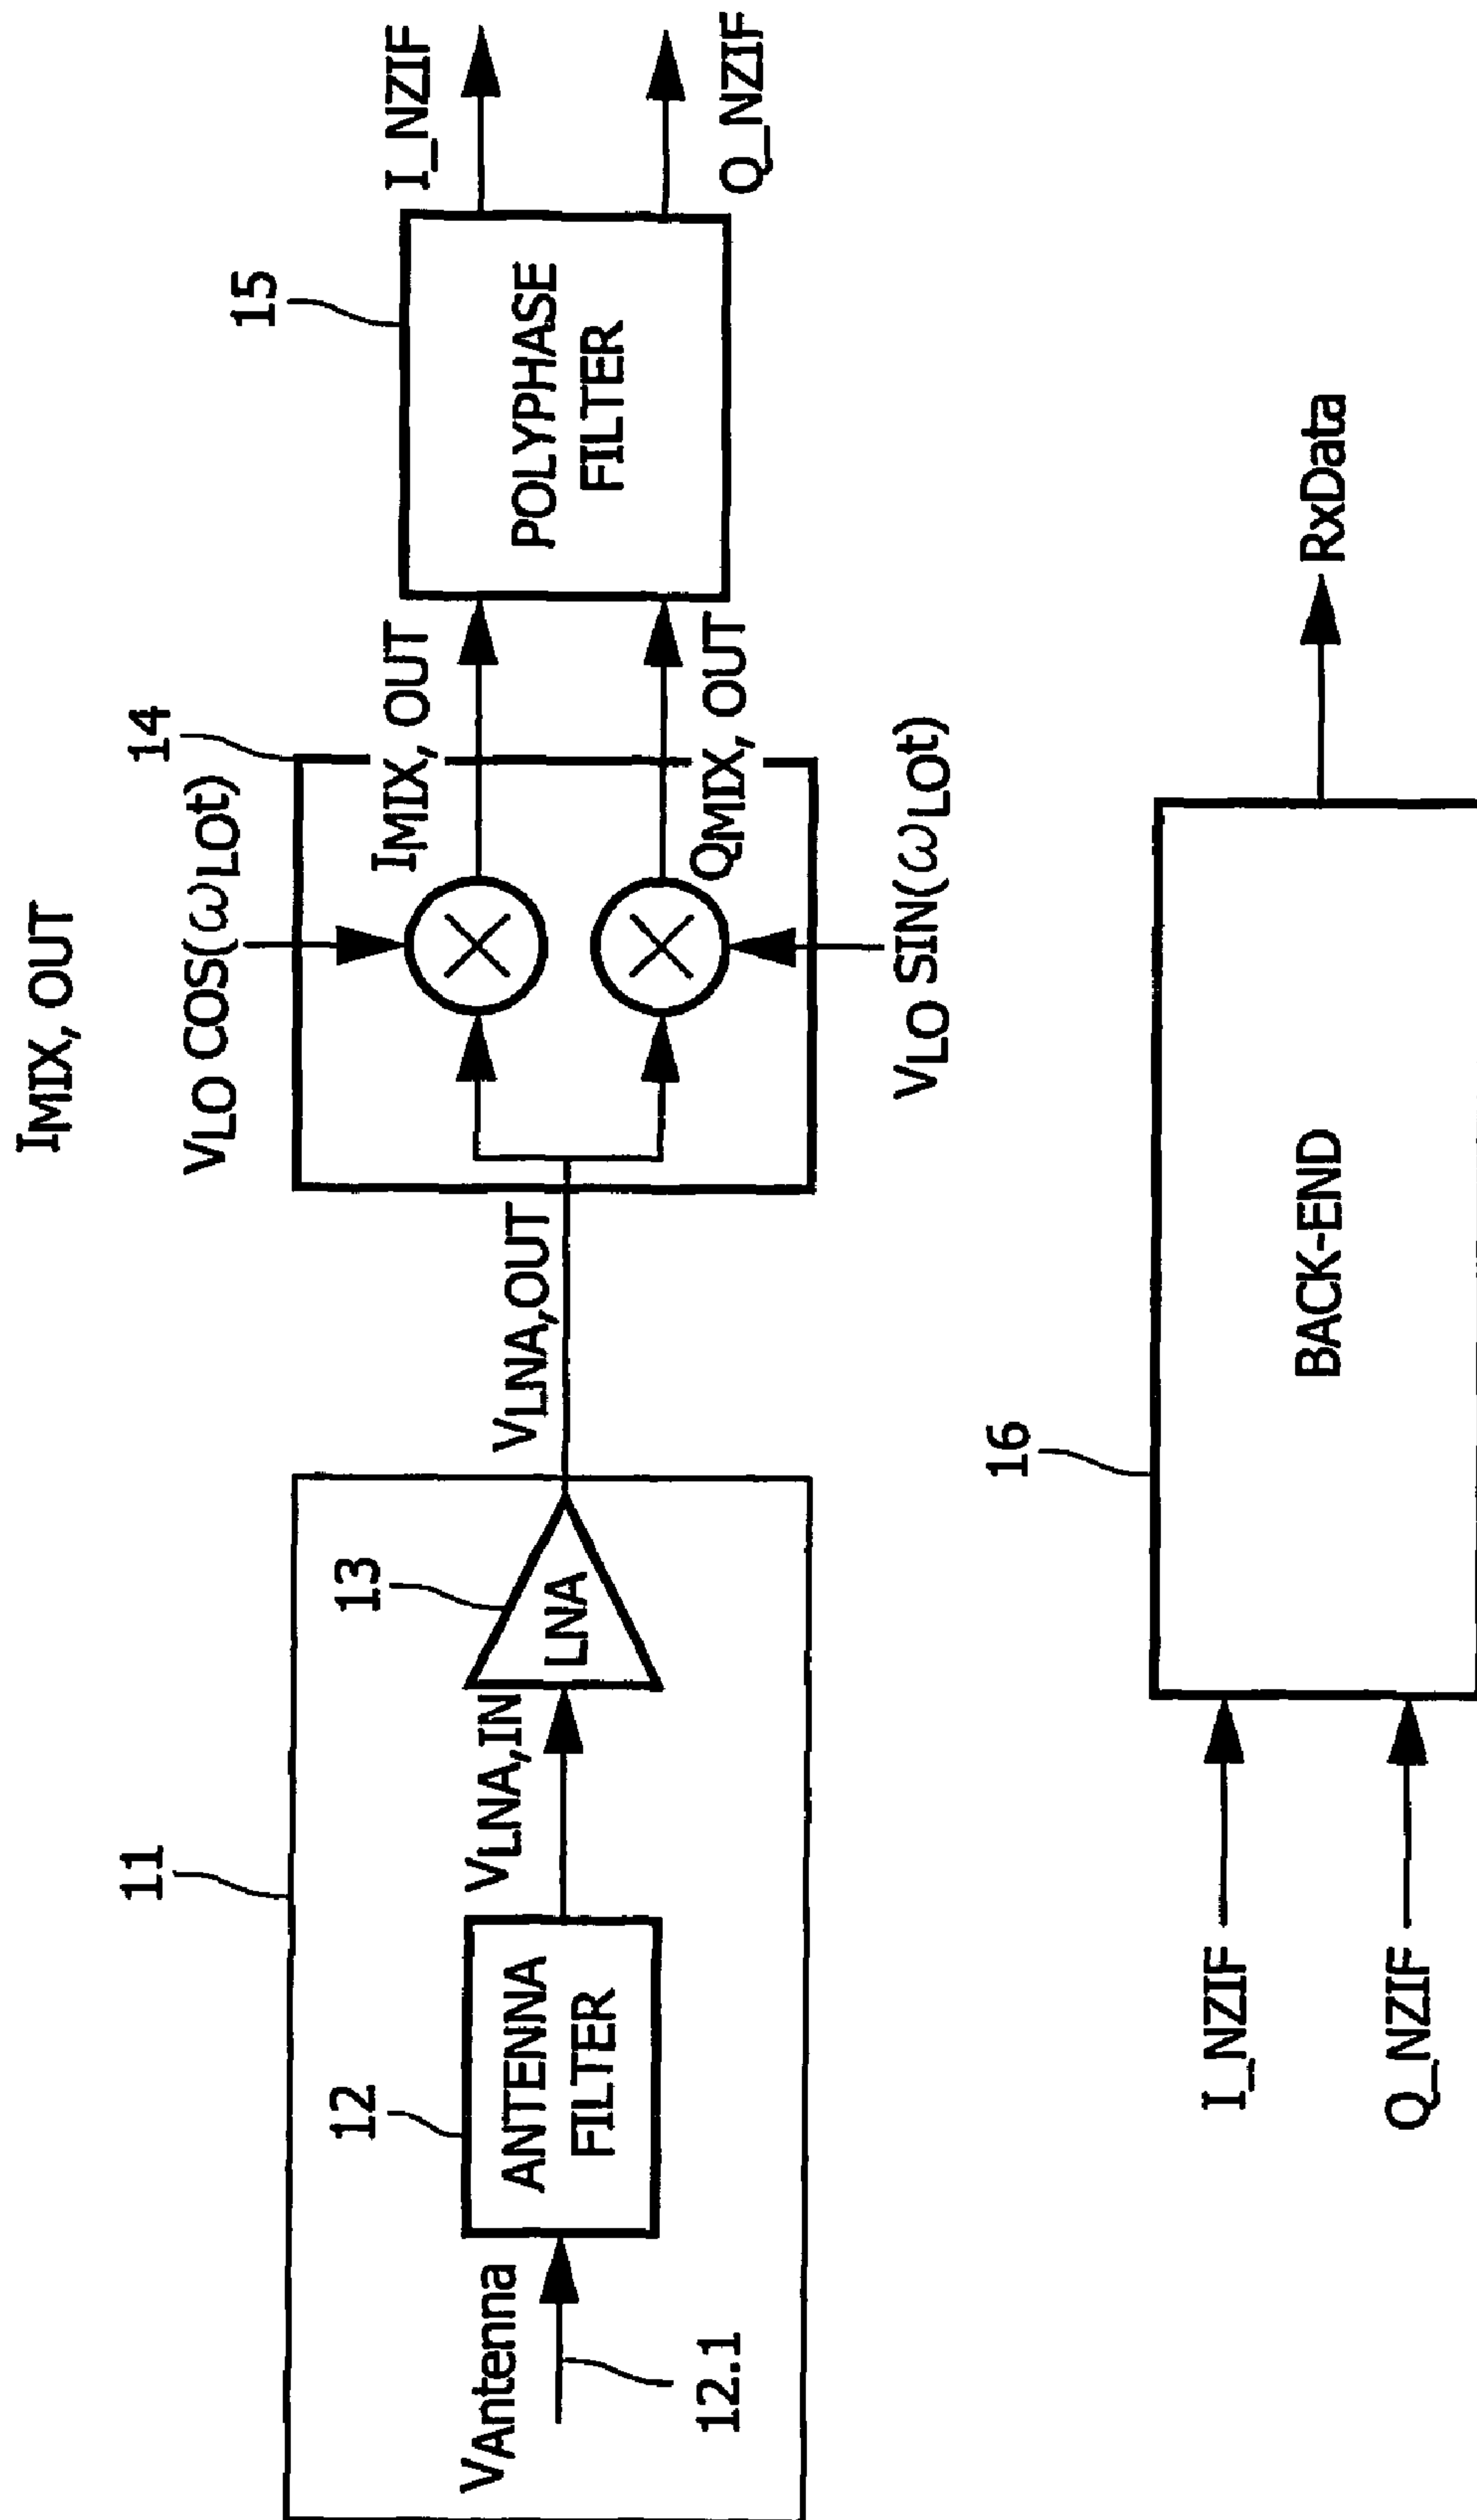 IMIX, OUT
14
15
VLO COS(ωLOt)
11
12
13
VAntenna
ANTENNA
FILTER
VLNA,IN
LNA
VLNA,OUT
IMIX, OUT
QMIX, OUT
POLYPHASE
FILTER
I_NZIF
Q_NZIF
12.1
VLO SIN(ωLOt)
16
I_NZIF
Q_NZIF
BACK-END
RxData